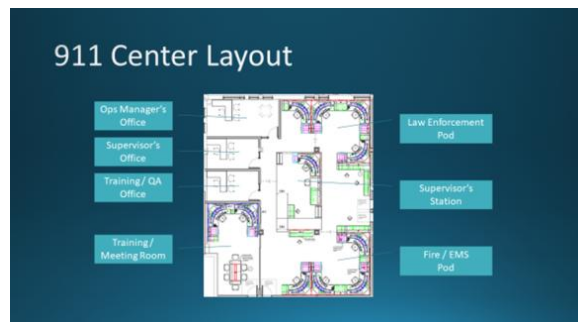 911 Center Layout
Ops Manager's
Office
Supervisor's
Office
Training / QA
Office
Training /
Meeting Room
Law Enforcement
Pod
Supervisor's
Station
Fire / EMS
Pod